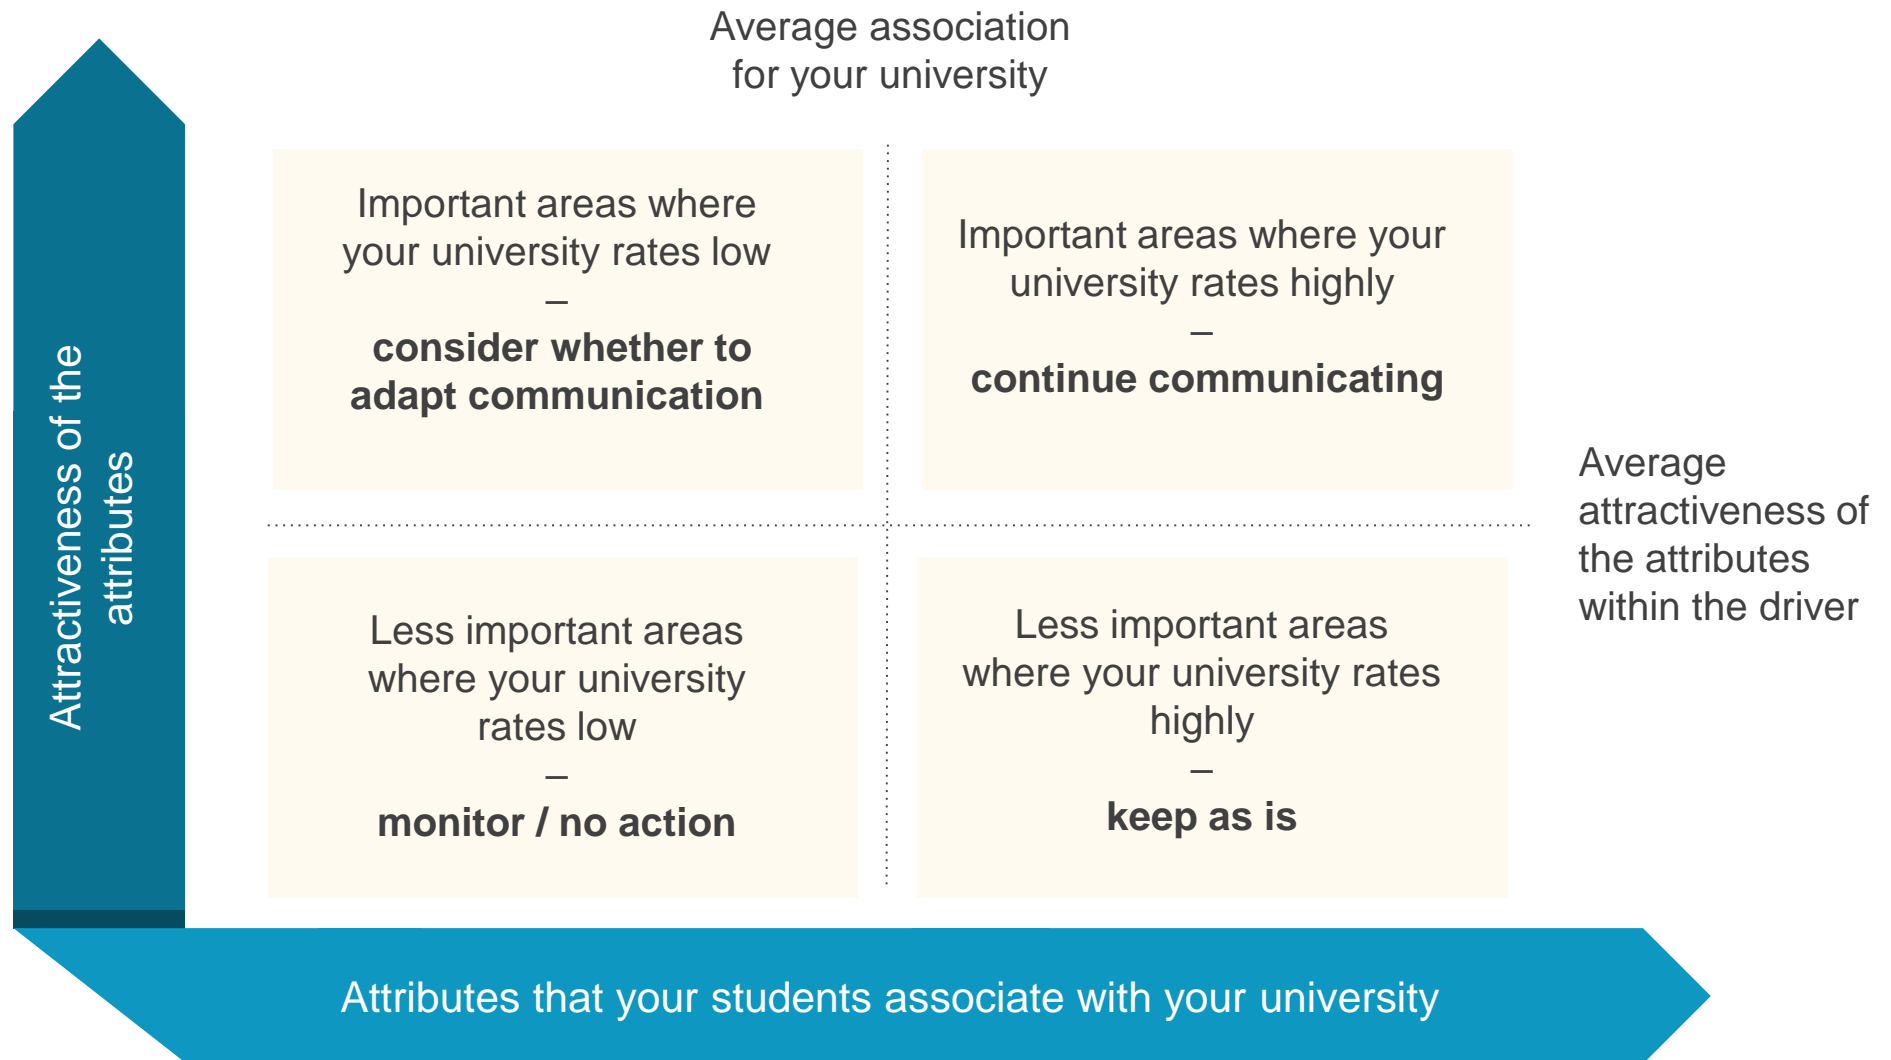 Average association
for your university
Attractiveness of the
attributes
Important areas where
your university rates low
–
consider whether to
adapt communication
Important areas where your
university rates highly
–
continue communicating
Average
attractiveness of
the attributes
within the driver
Less important areas
where your university
rates low
–
monitor / no action
Less important areas
where your university rates
highly
–
keep as is
Attributes that your students associate with your university